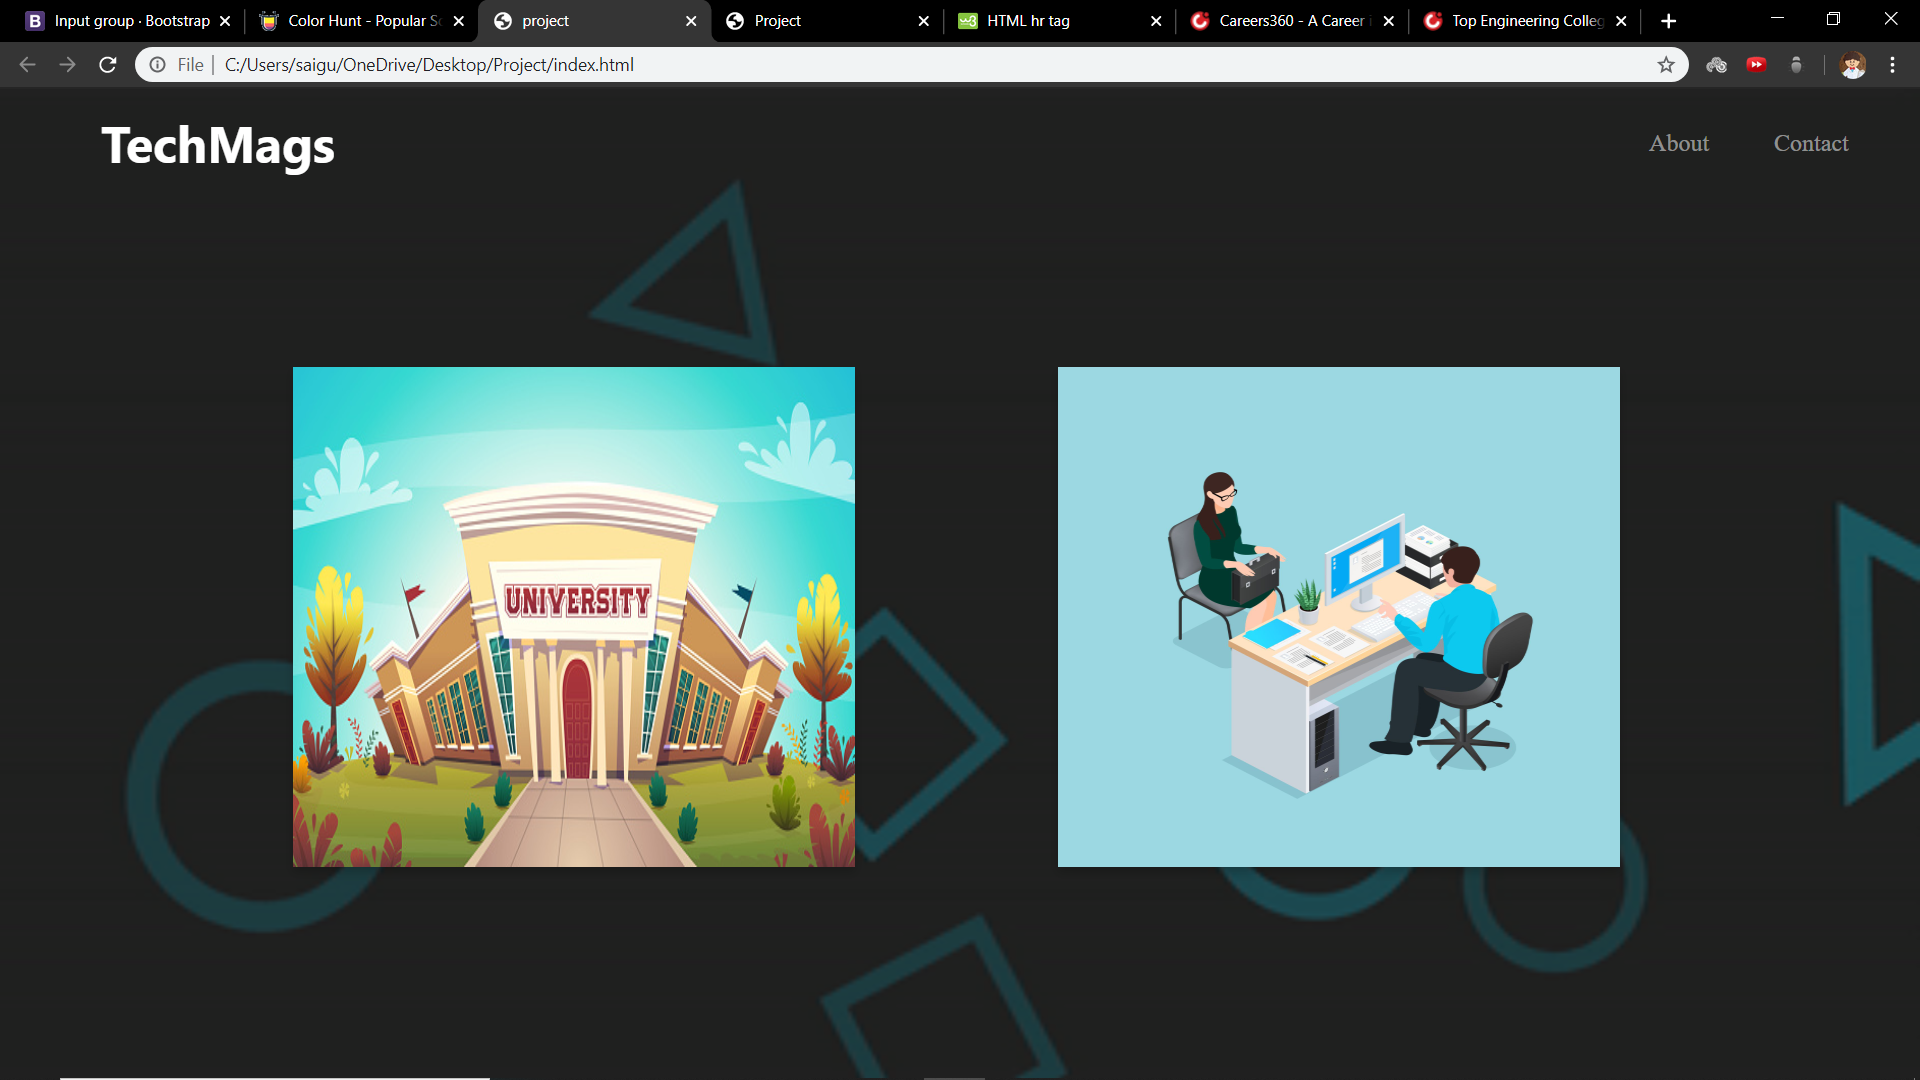 Input group · Bootstrap
Color Hunt - Popular Sc
project
Project
HTML hr tag
Careers360 - A Career
Top Engineering Colleg
File
C:/Users/saigu/OneDrive/Desktop/Project/index.html
TechMags
About
Contact
UNIVERSITY